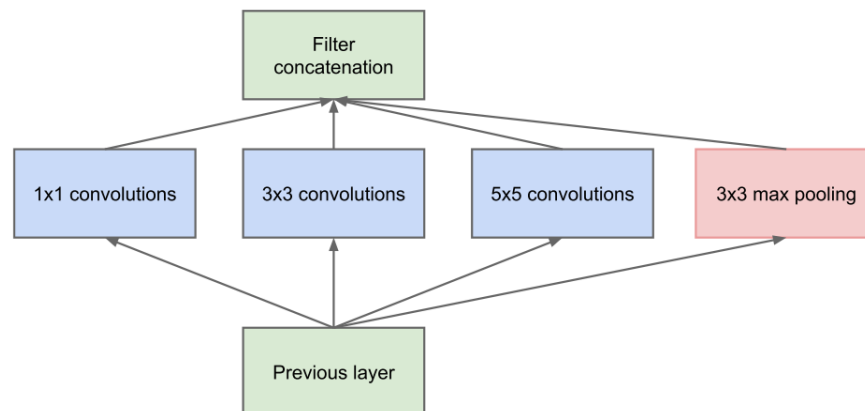 Filter
concatenation
1x1 convolutions
3x3 convolutions
5x5 convolutions
3x3 max pooling
Previous layer